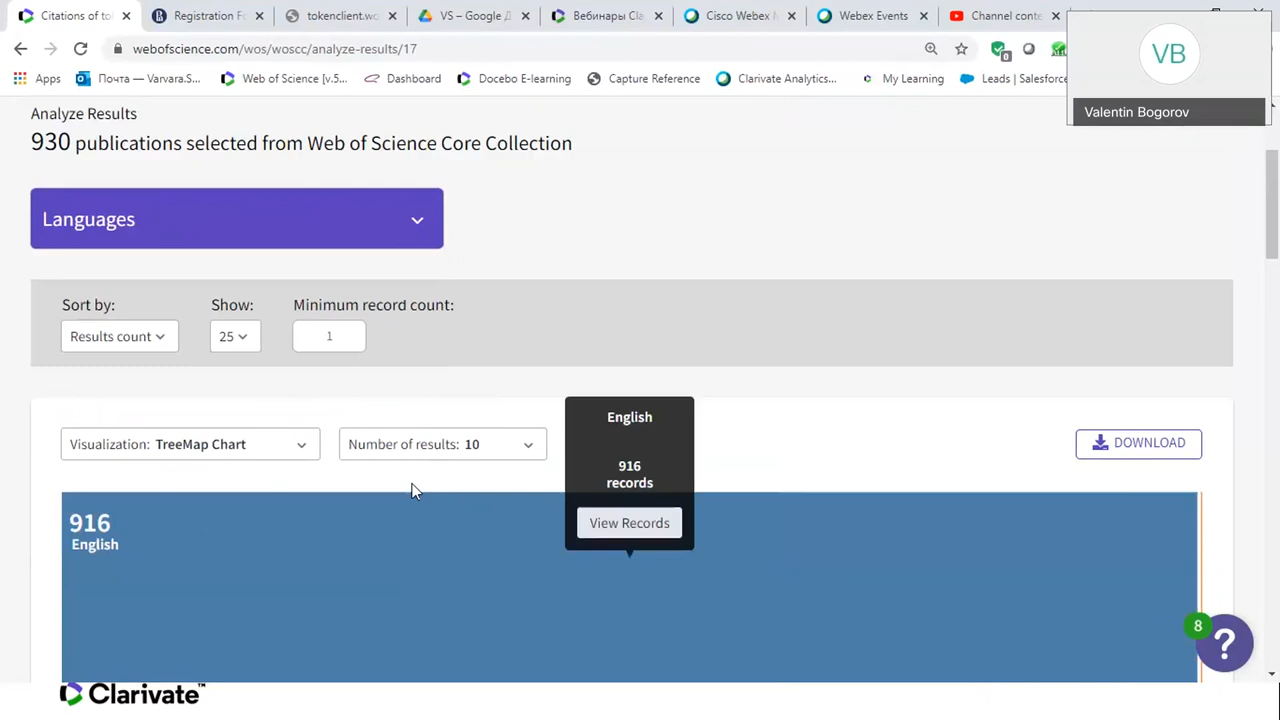 Citations of to
Registration Fo
tokenclient.wo
VS – Google Д
Вебинары Cla
Cisco Webex M
Webex Events
Channel conte
webofscience.com/wos/woscc/analyze-results/17
Apps
Почта — Varvara.S...
Web of Science [v.5...
Dashboard
Docebo E-learning
Capture Reference
Clarivate Analytics...
My Learning
Leads | Salesforce
VB
Valentin Bogorov
Analyze Results
930 publications selected from Web of Science Core Collection
Languages
Sort by:
Show:
Minimum record count:
Results count
25
1
Visualization: TreeMap Chart
Number of results: 10
DOWNLOAD
English
916
records
View Records
916
English
8
?
Clarivate™